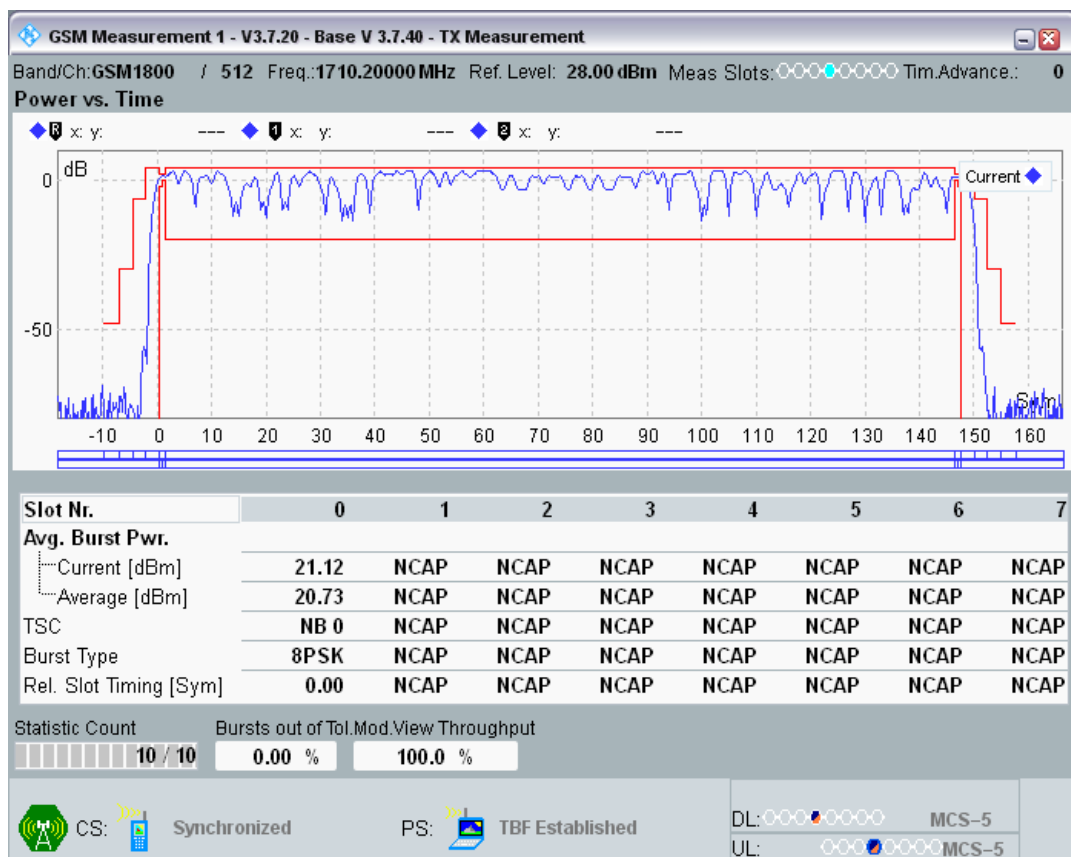 GSM Measurement 1 - V3.7.20 - Base V 3.7.40 - TX Measurement
Band/Ch:GSM1800 / 512 Freq.:1710.20000 MHz Ref. Level: 28.00 dBm Meas Slots: Tim.Advance.: 0
Power vs. Time
R x: y: --- 1 x: y: --- 2 x: y: ---
dB
Current
0
-50
Sym
-10 0 10 20 30 40 50 60 70 80 90 100 110 120 130 140 150 160
Slot Nr. 0 1 2 3 4 5 6 7
Avg. Burst Pwr.
Current [dBm] 21.12 NCAP NCAP NCAP NCAP NCAP NCAP NCAP
Average [dBm] 20.73 NCAP NCAP NCAP NCAP NCAP NCAP NCAP
TSC NB 0 NCAP NCAP NCAP NCAP NCAP NCAP NCAP
Burst Type 8PSK NCAP NCAP NCAP NCAP NCAP NCAP NCAP
Rel. Slot Timing [Sym] 0.00 NCAP NCAP NCAP NCAP NCAP NCAP NCAP
Statistic Count Bursts out of Tol.Mod.View Throughput
10 / 10 0.00 % 100.0 %
CS: Synchronized PS: TBF Established
DL: MCS-5
UL: MCS-5